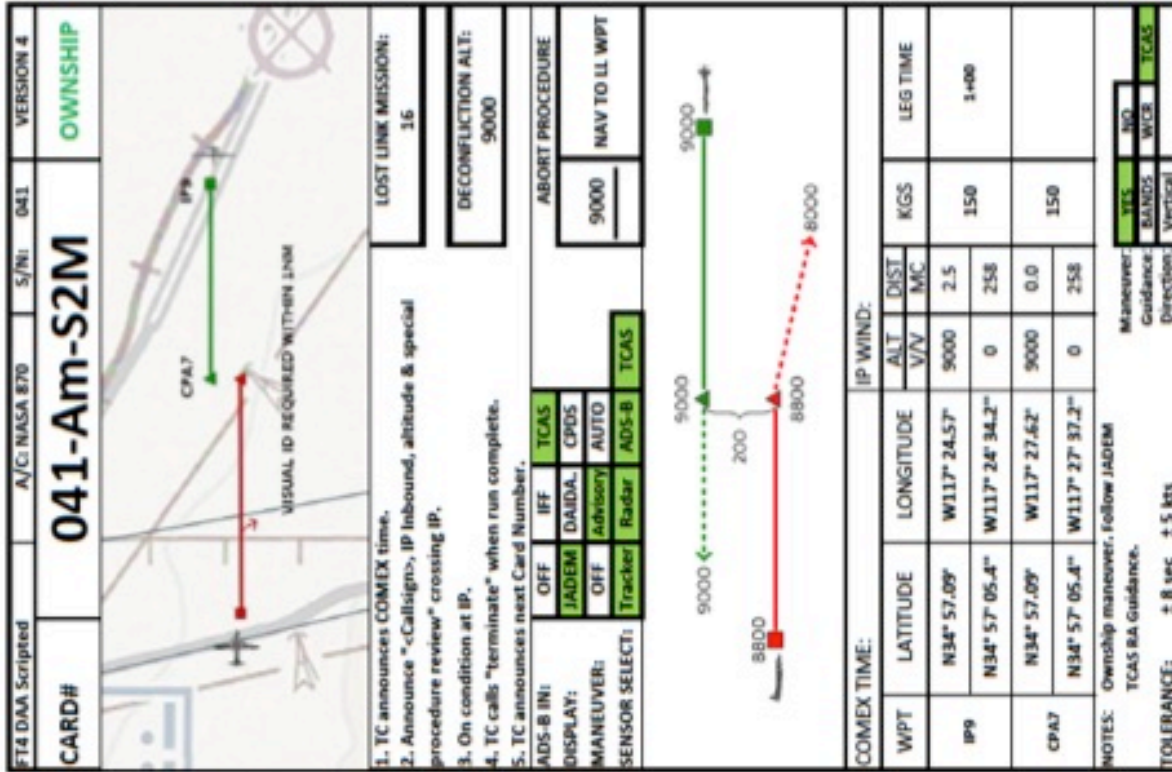 FT4 DAA Scripted A/C: NASA 870 S/N: 041 VERSION 4
CARD# 041-Am-S2M OWNSHIP
CPA7 IP9
VISUAL ID REQUIRED WITHIN 1NM
1. TC announces COMEX time.
2. Announce "<Callsign>, IP Inbound, altitude & special
procedure review" crossing IP.
3. On condition at IP.
4. TC calls "terminate" when run complete.
5. TC announces next Card Number.
LOST LINK MISSION:
16
DECONFLICTION ALT:
9000
ADS-B IN: OFF IFF TCAS
DISPLAY: JADEM DAIDA. CPDS
MANEUVER: OFF Advisory AUTO
SENSOR SELECT: Tracker Radar ADS-B TCAS
ABORT PROCEDURE
9000 NAV TO LL WPT
9000 9000 9000
200
8800 8800 8000
COMEX TIME: IP WIND:
WPT LATITUDE LONGITUDE ALT V/V DIST MC KGS LEG TIME
IP9 N34° 57.09' W117° 24.57' 9000 2.5 150 1+00
N34° 57' 05.4" W117° 24' 34.2" 0 258
CPA7 N34° 57.09' W117° 27.62' 9000 0.0 150
N34° 57' 05.4" W117° 27' 37.2" 0 258
NOTES: Ownship maneuver. Follow JADEM
TCAS RA Guidance.
Maneuver: YES NO
Guidance: BANDS WCR TCAS
Direction: Vertical
TOLERANCE: ± 8 sec ± 5 kts